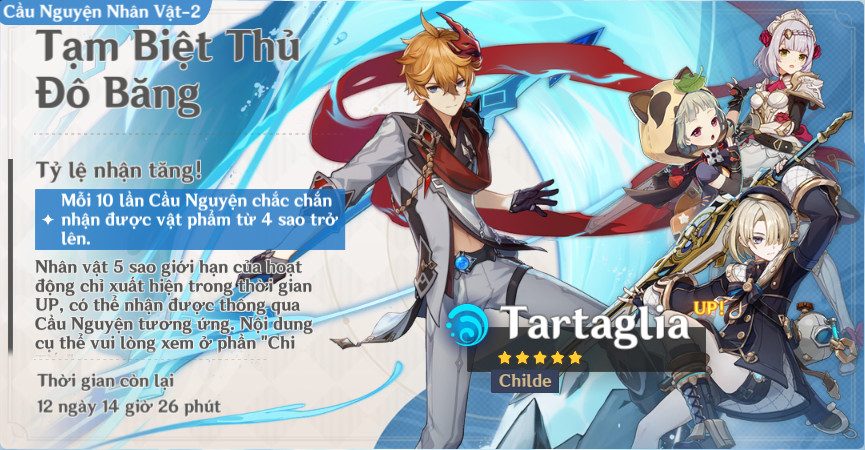 Cầu Nguyện Nhân Vật-2
Tạm Biệt Thủ
Đô Băng
Tỷ lệ nhận tăng!
Mỗi 10 lần Cầu Nguyện chắc chắn
nhận được vật phẩm từ 4 sao trở
lên.
Nhân vật 5 sao giới hạn của hoạt
động chỉ xuất hiện trong thời gian
UP, có thể nhận được thông qua
Cầu Nguyện tương ứng, Nội dung
cụ thể vui lòng xem ở phần "Chi
Thời gian còn lại
12 ngày 14 giờ 26 phút
UP!
Tartaglia
Childe